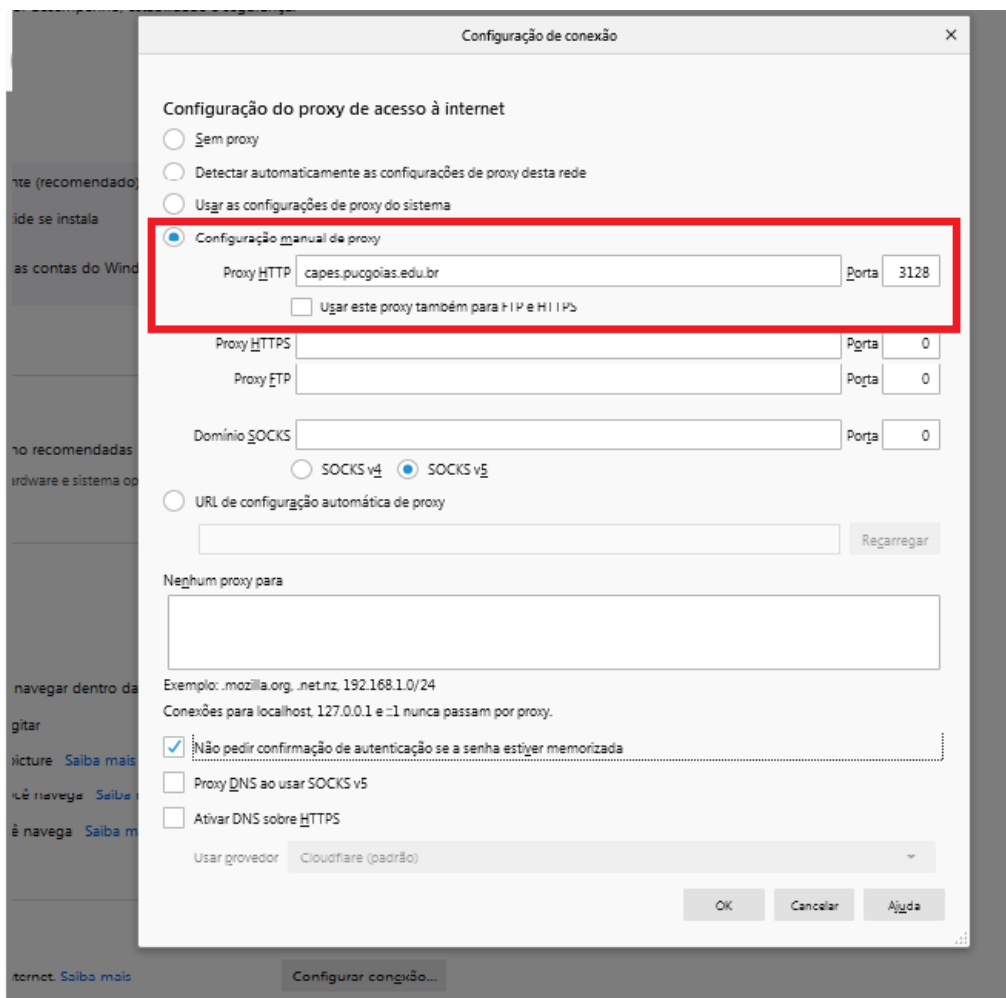 Configuração de conexão
Configuração do proxy de acesso à internet
Sem proxy
Detectar automaticamente as configurações de proxy desta rede
nte (recomendado)
Usar as configurações de proxy do sistema
ide se instala
Configuração manual de proxy
as contas do Wind
Proxy HTTP capes.pucgoias.edu.br Porta 3128
Usar este proxy também para FTP e HTTPS
Proxy HTTPS Porta 0
Proxy FTP Porta 0
Domínio SOCKS Porta 0
no recomendadas
SOCKS v4 SOCKS v5
ardware e sistema op
URL de configuração automática de proxy
Recarregar
Nenhum proxy para
navegar dentro da
Exemplo: .mozilla.org, .net.nz, 192.168.1.0/24
Conexões para localhost, 127.0.0.1 e ::1 nunca passam por proxy.
gitar
Não pedir confirmação de autenticação se a senha estiver memorizada
picture Saiba mais
Proxy DNS ao usar SOCKS v5
cê navega Saiba
Ativar DNS sobre HTTPS
ê navega Saiba m
Usar provedor Cloudflare (padrão)
OK Cancelar Ajuda
ternet. Saiba mais
Configurar conexão...